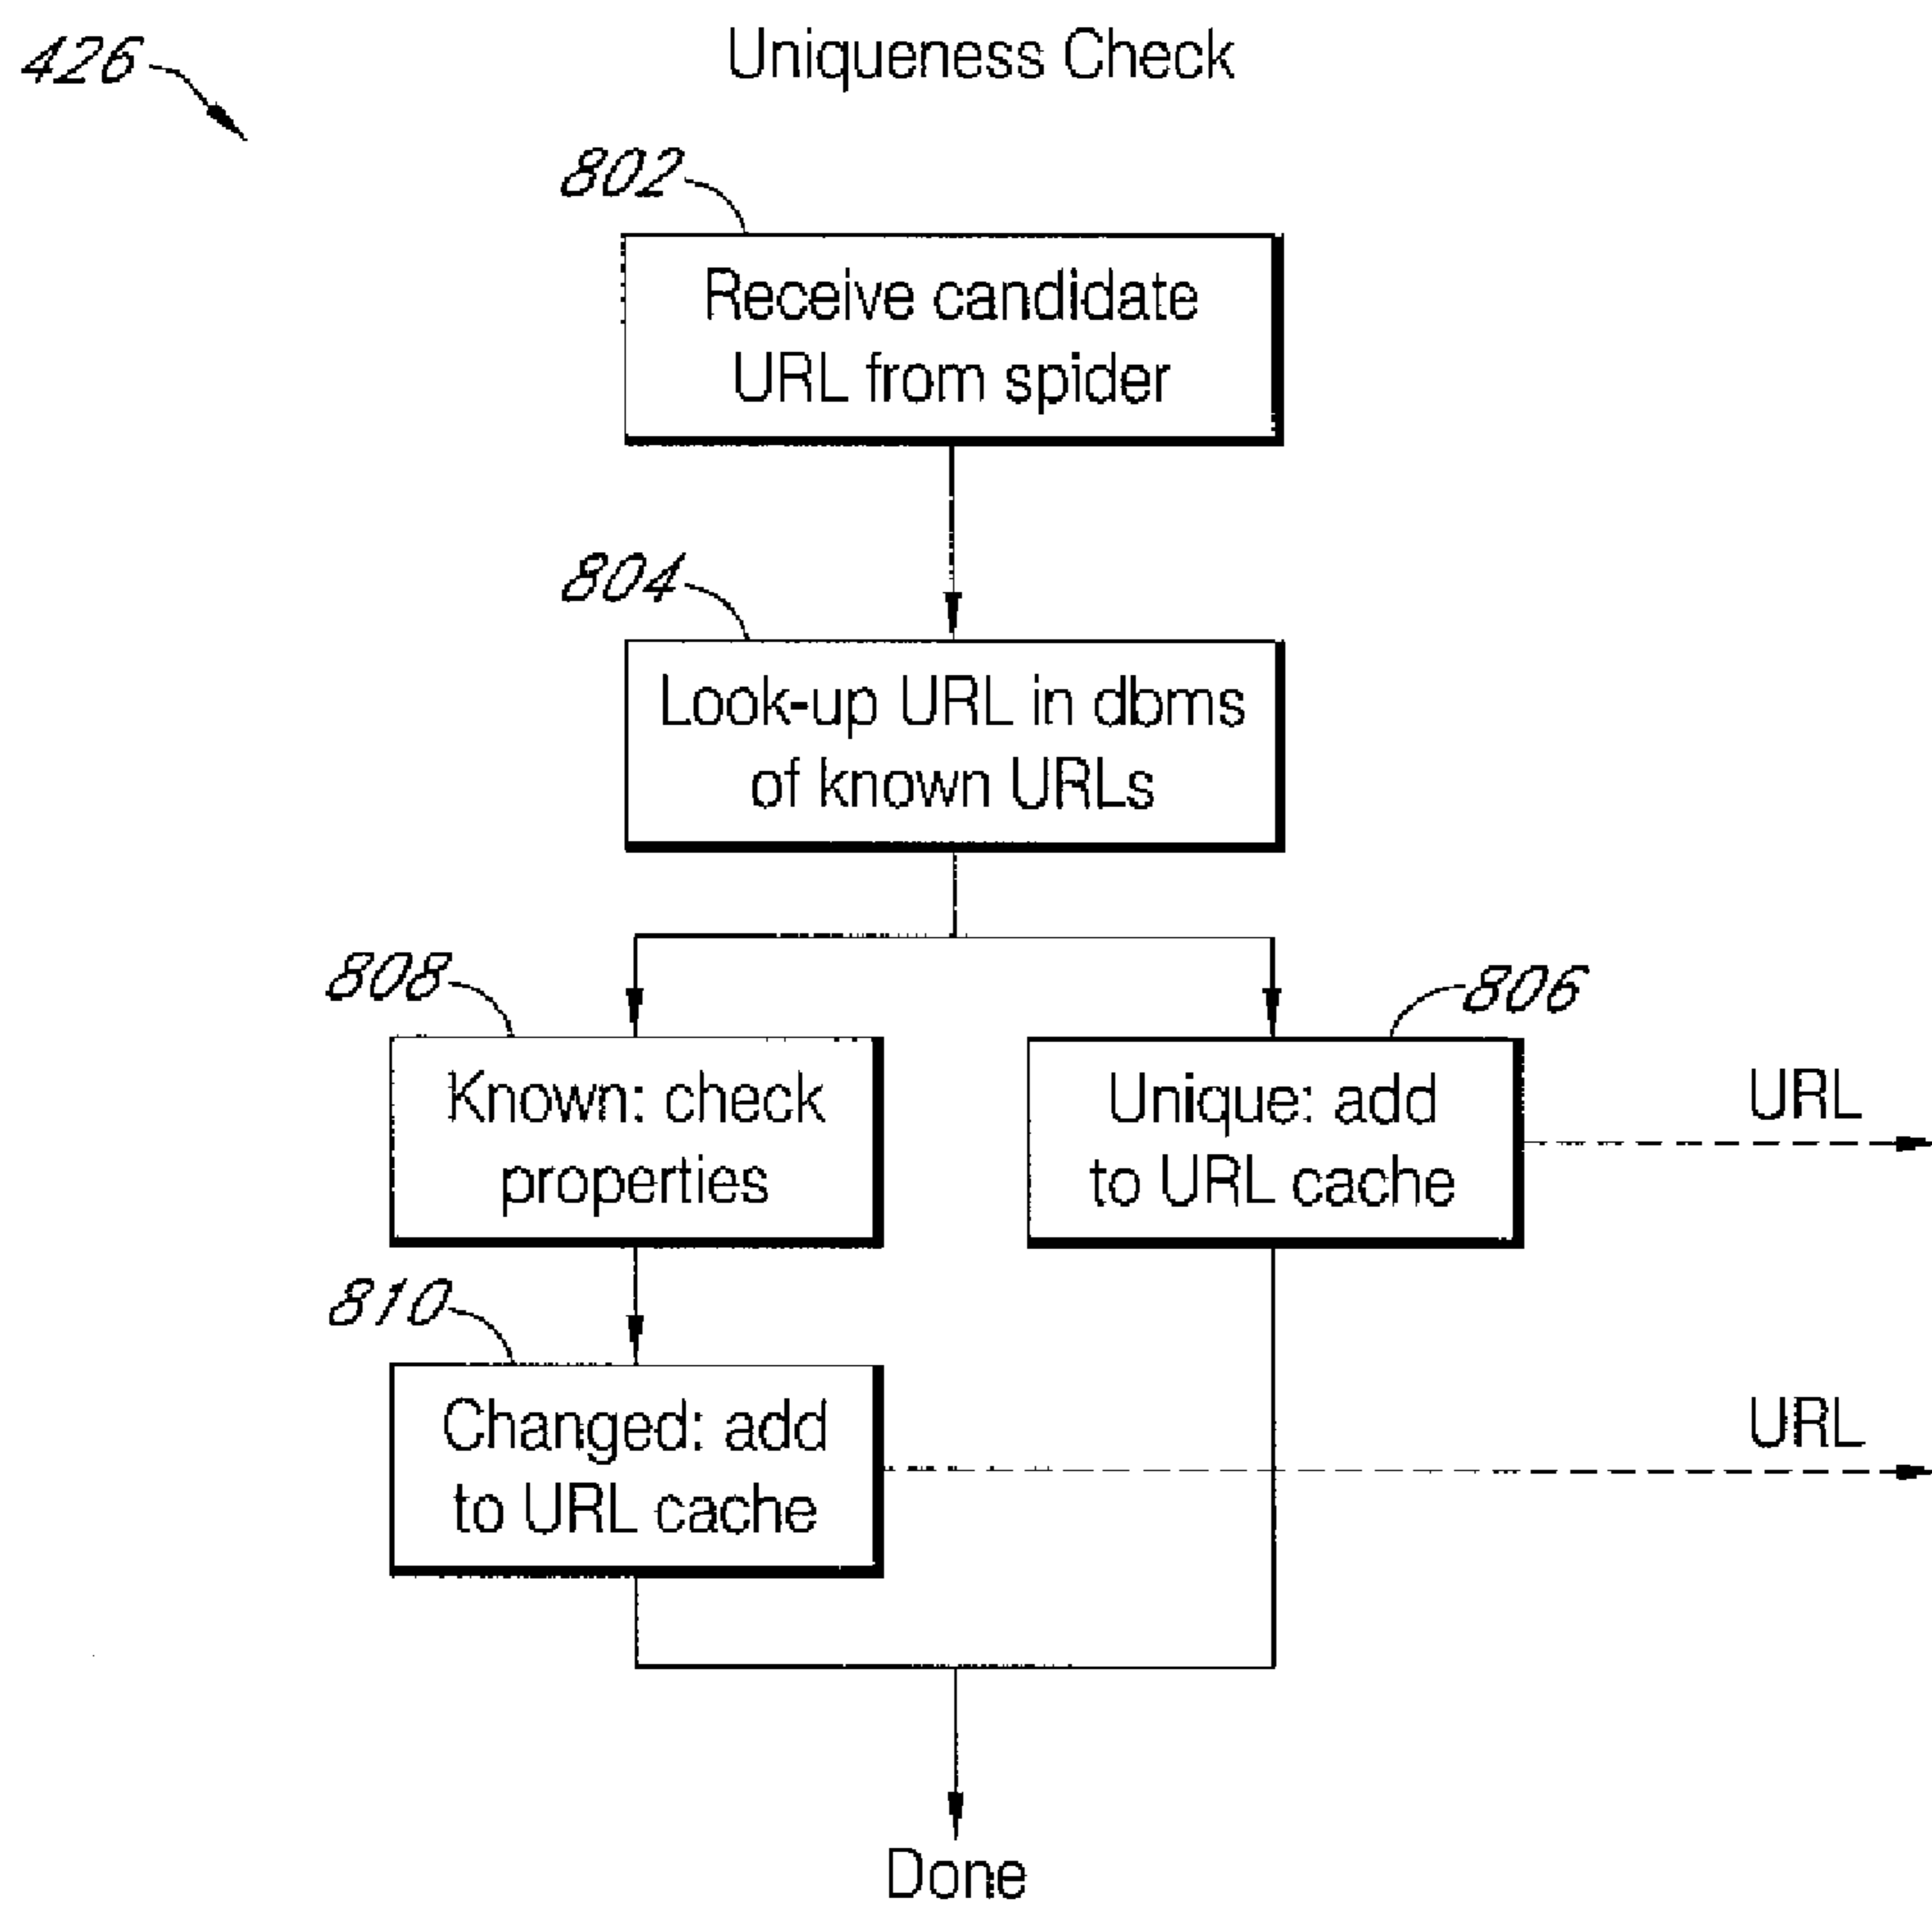 Uniqueness Check
426
802
Receive candidate
URL from spider
804
Look-up URL in dbms
of known URLs
808
806
Known: check
properties
Unique: add
to URL cache
URL
810
Changed: add
to URL cache
URL
Done